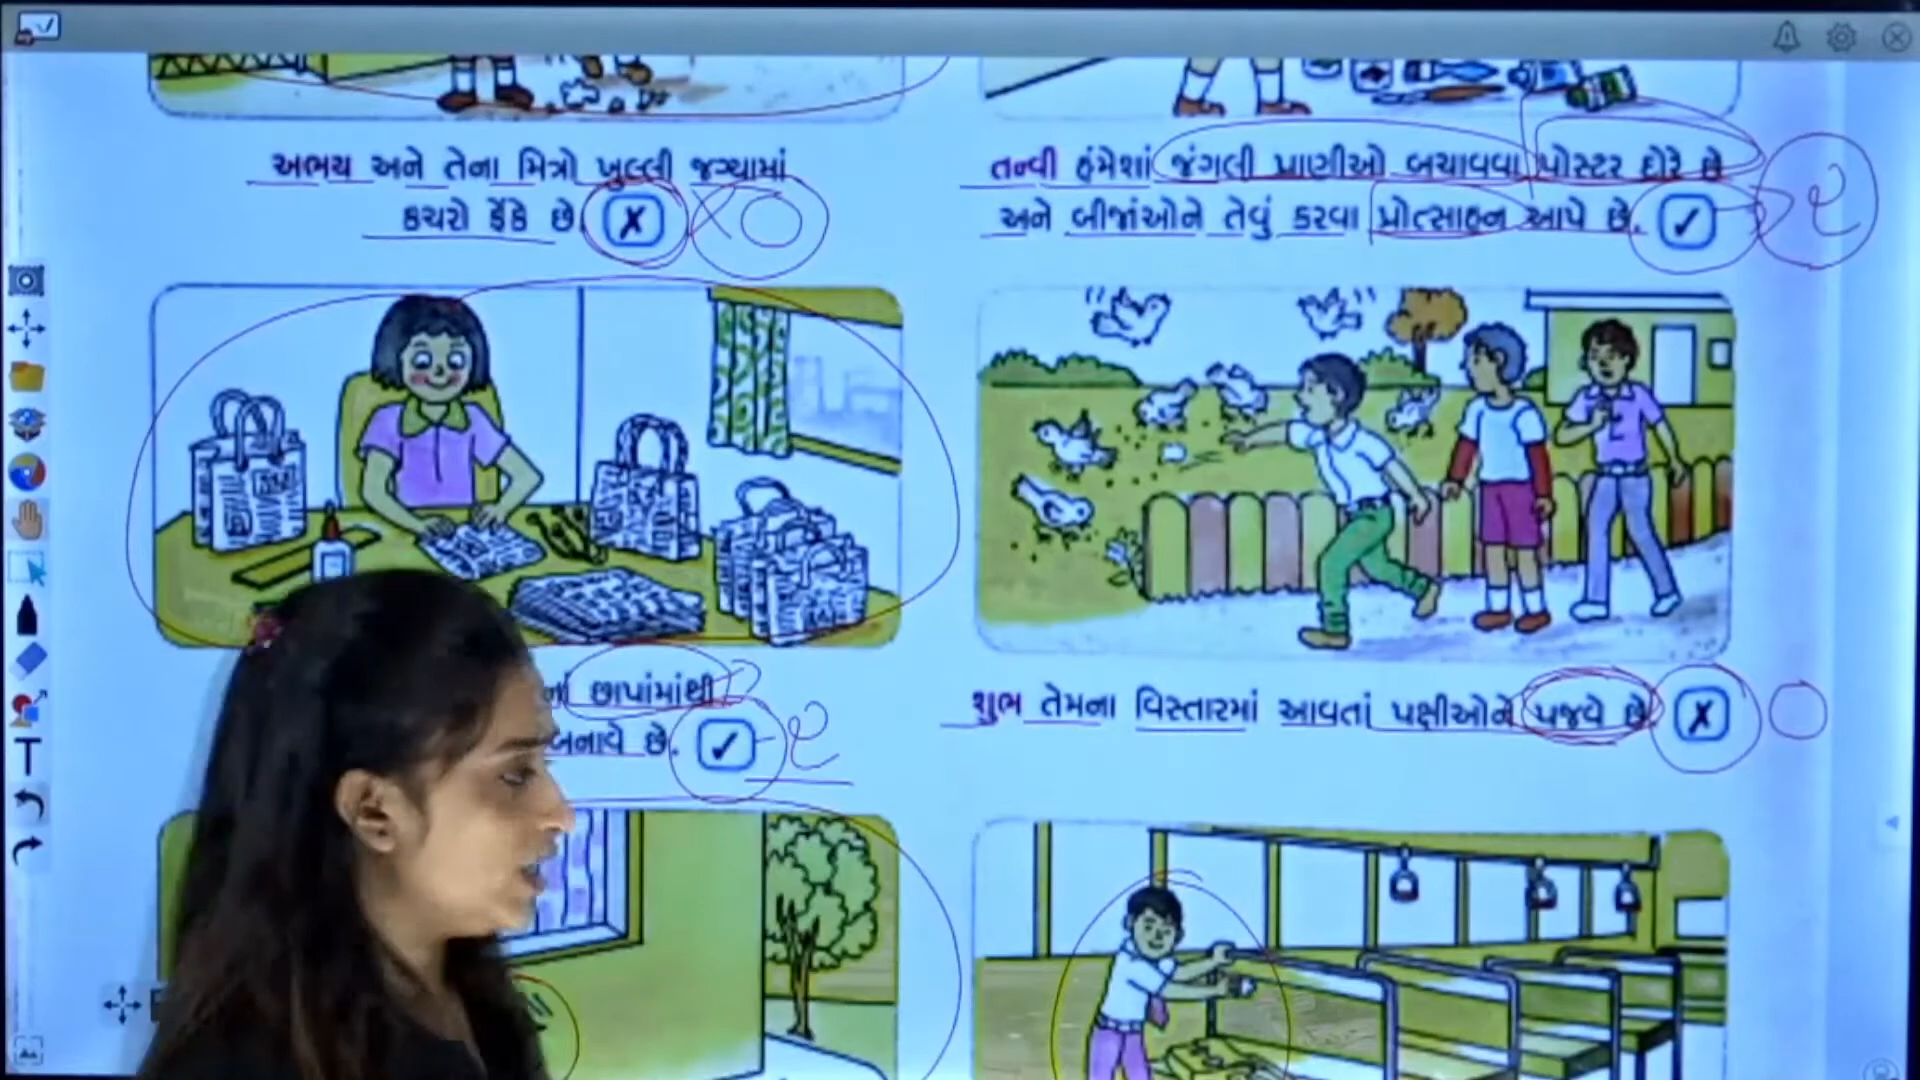 અભય અને તેના મિત્રો ખુલ્લી જગ્યામાં
કચરો ફેંકે છે. ✗
તન્વી હંમેશાં જંગલી પ્રાણીઓ બચાવવા પોસ્ટર દોરે છે
અને બીજાંઓને તેવું કરવા પ્રોત્સાહન આપે છે. ✓
છાપાંમાંથી
બનાવે છે. ✓
શુભ તેમના વિસ્તારમાં આવતાં પક્ષીઓને પજવે છે ✗